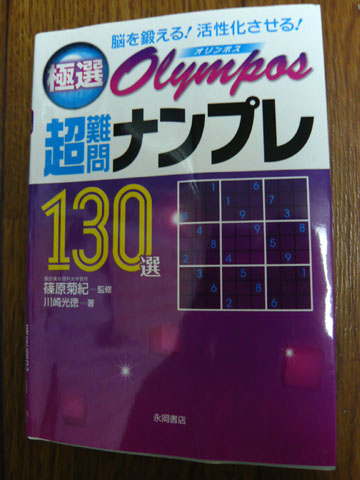 脳を鍛える!活性化させる!
極選
オリンポス
Olympos
超難問ナンプレ
130選
篠原菊紀―監修
川崎光徳―著
永岡書店